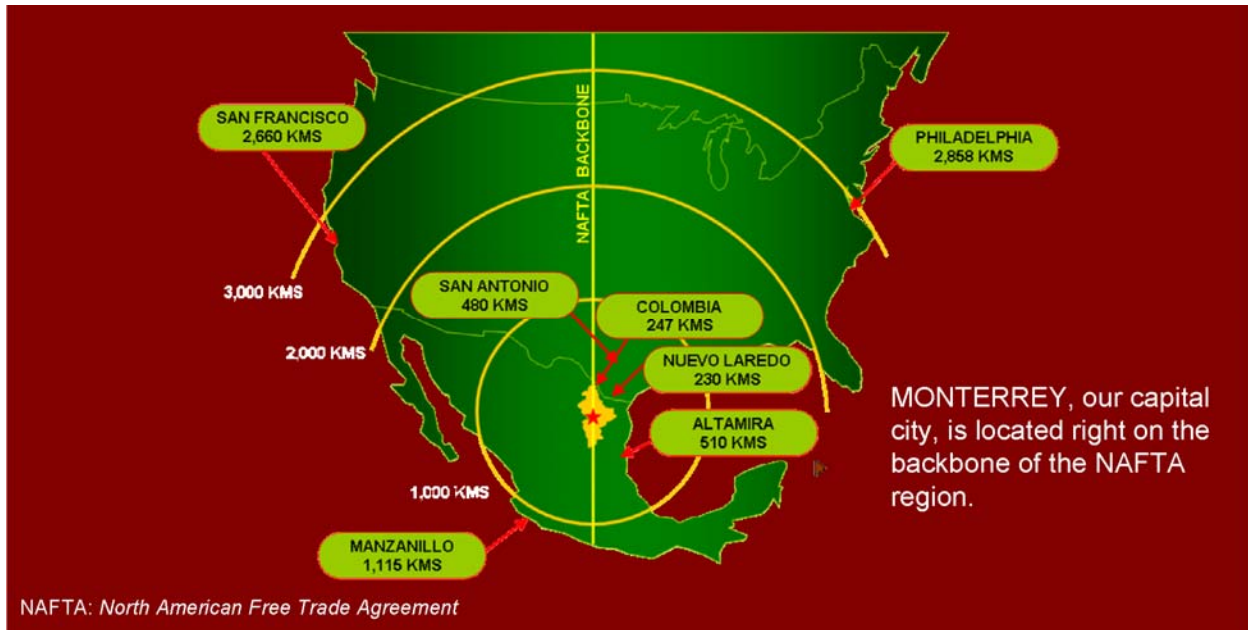 SAN FRANCISCO
2,660 KMS
PHILADELPHIA
2,858 KMS
NAFTA BACKBONE
3,000 KMS
SAN ANTONIO
480 KMS
COLOMBIA
247 KMS
2,000 KMS
NUEVO LAREDO
230 KMS
ALTAMIRA
510 KMS
MONTERREY, our capital
city, is located right on the
backbone of the NAFTA
region.
1,000 KMS
MANZANILLO
1,115 KMS
NAFTA: North American Free Trade Agreement